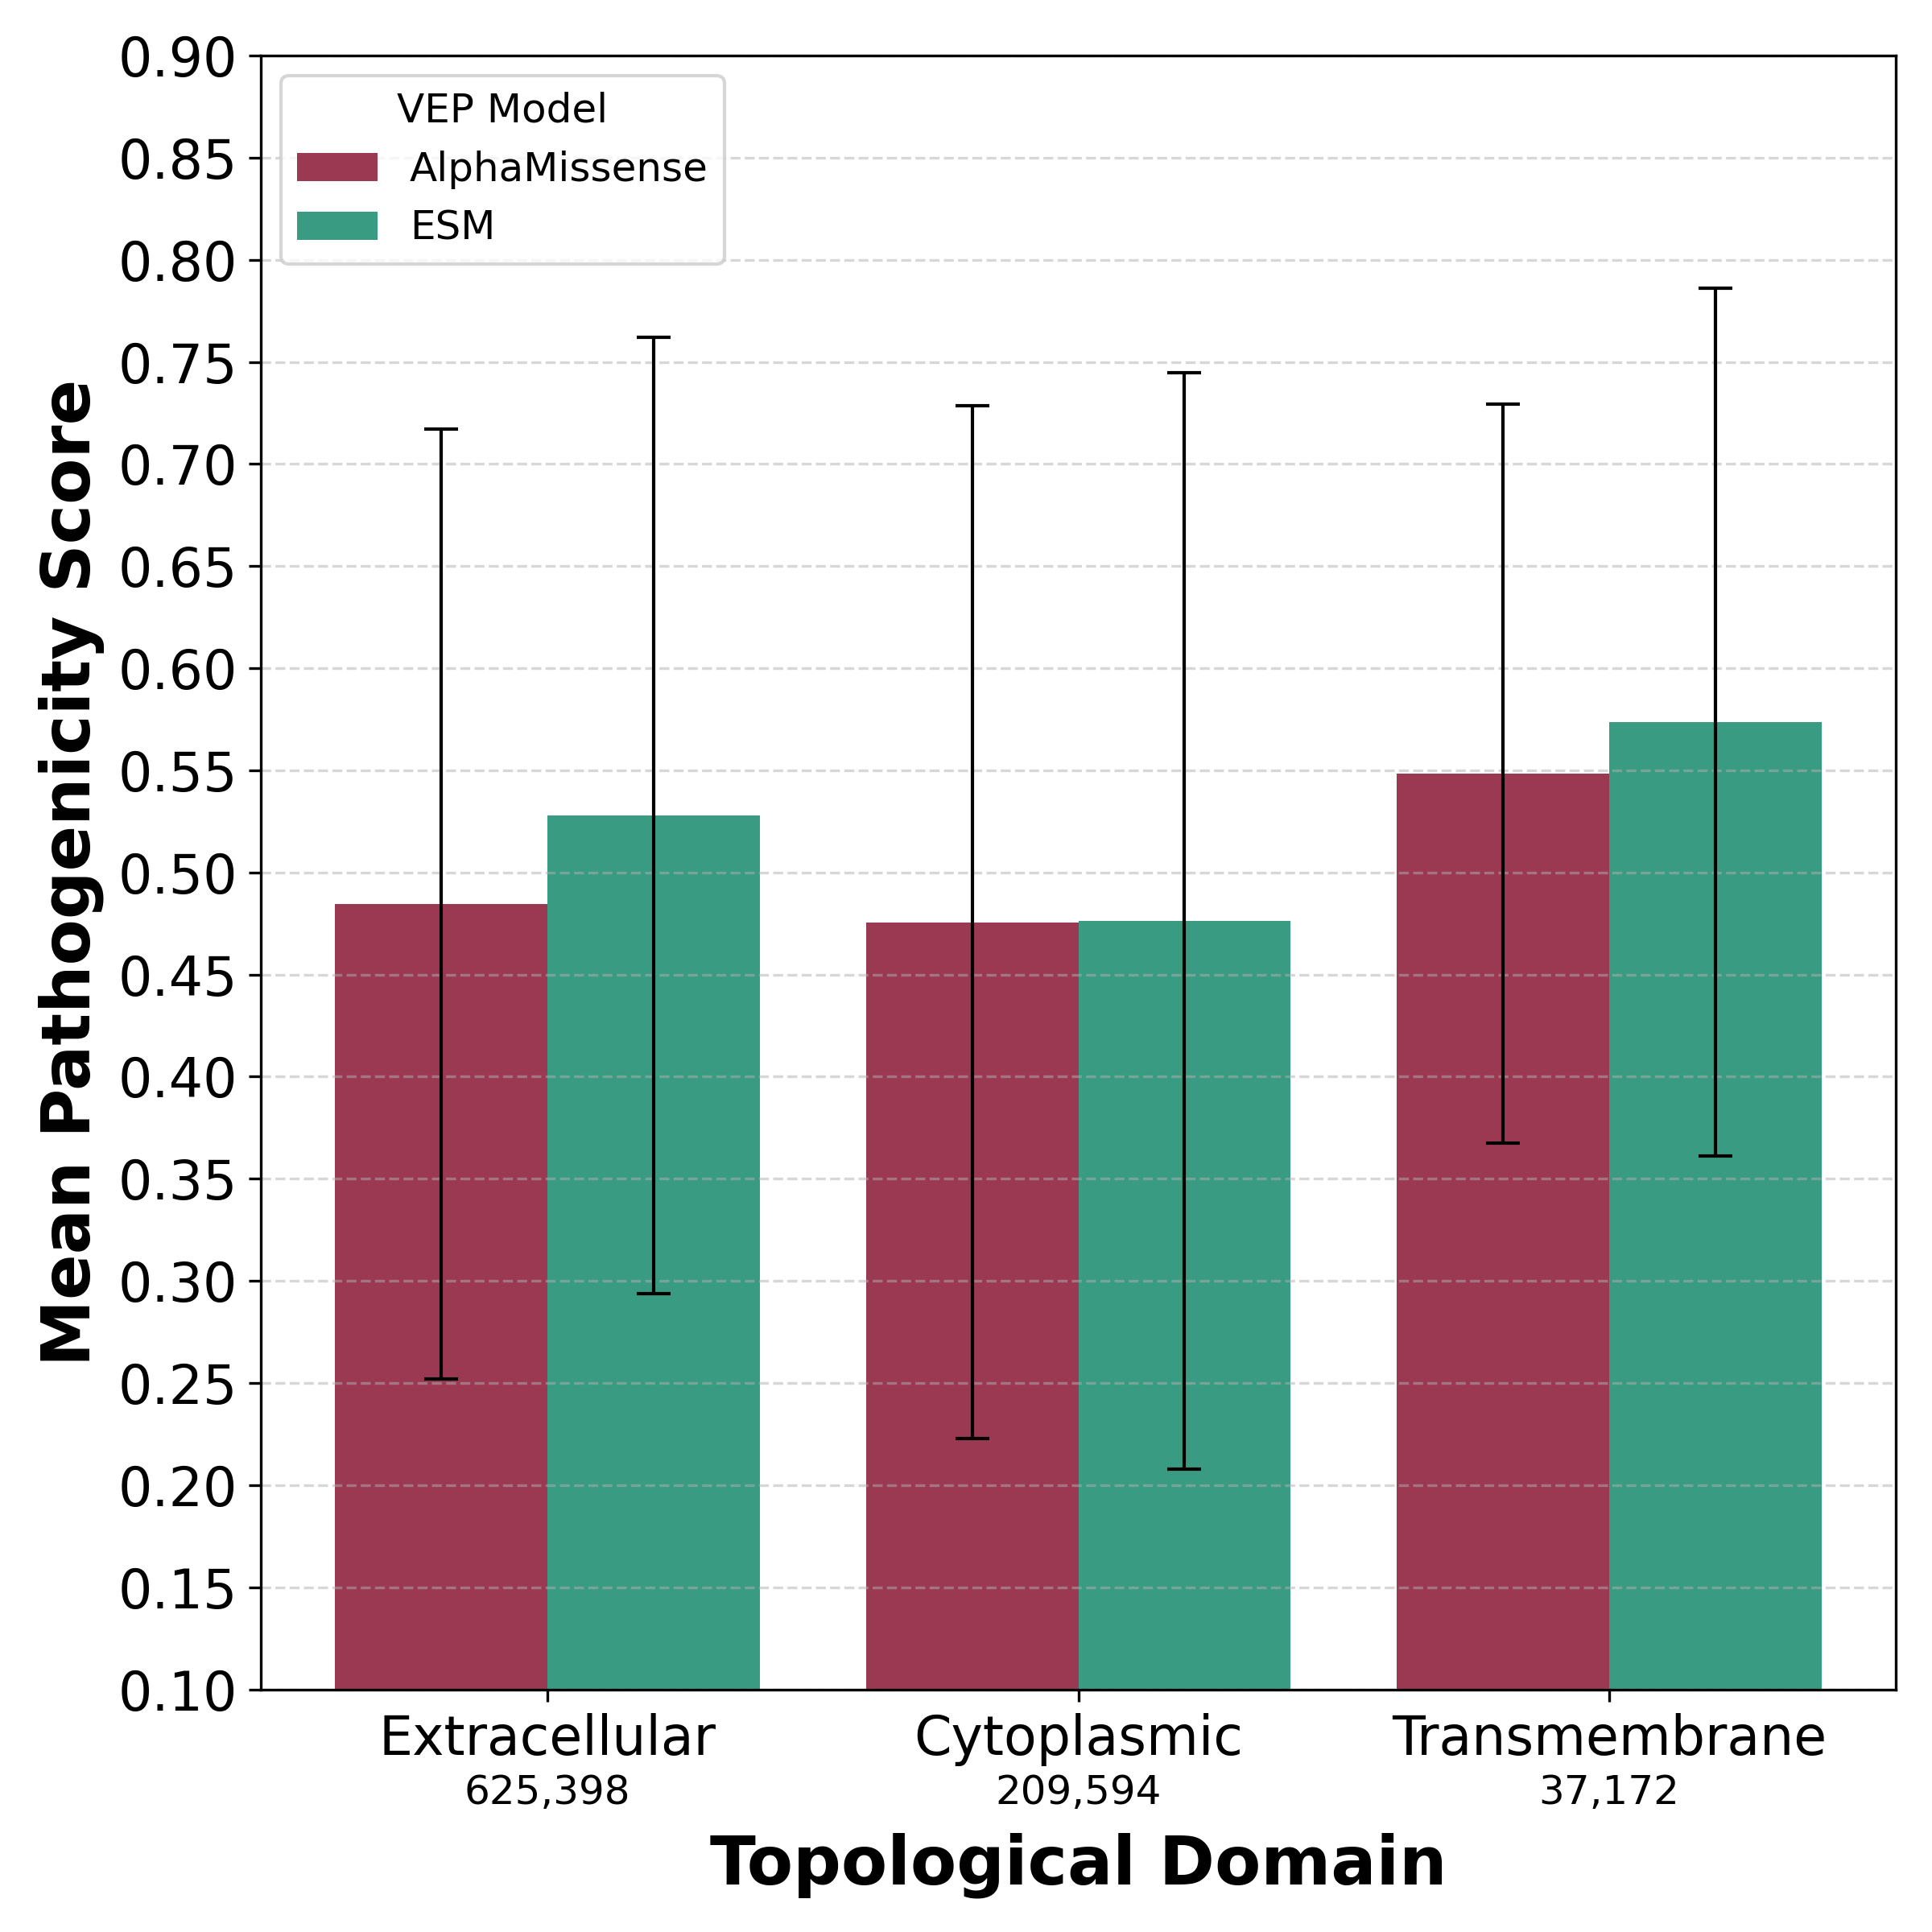 Mean Pathogenicity Score
0.90
0.85
0.80
0.75
0.70
0.65
0.60
0.55
0.50
0.45
0.40
0.35
0.30
0.25
0.20
0.15
0.10
VEP Model
AlphaMissense
ESM
Extracellular Cytoplasmic Transmembrane
625,398 209,594 37,172
Topological Domain